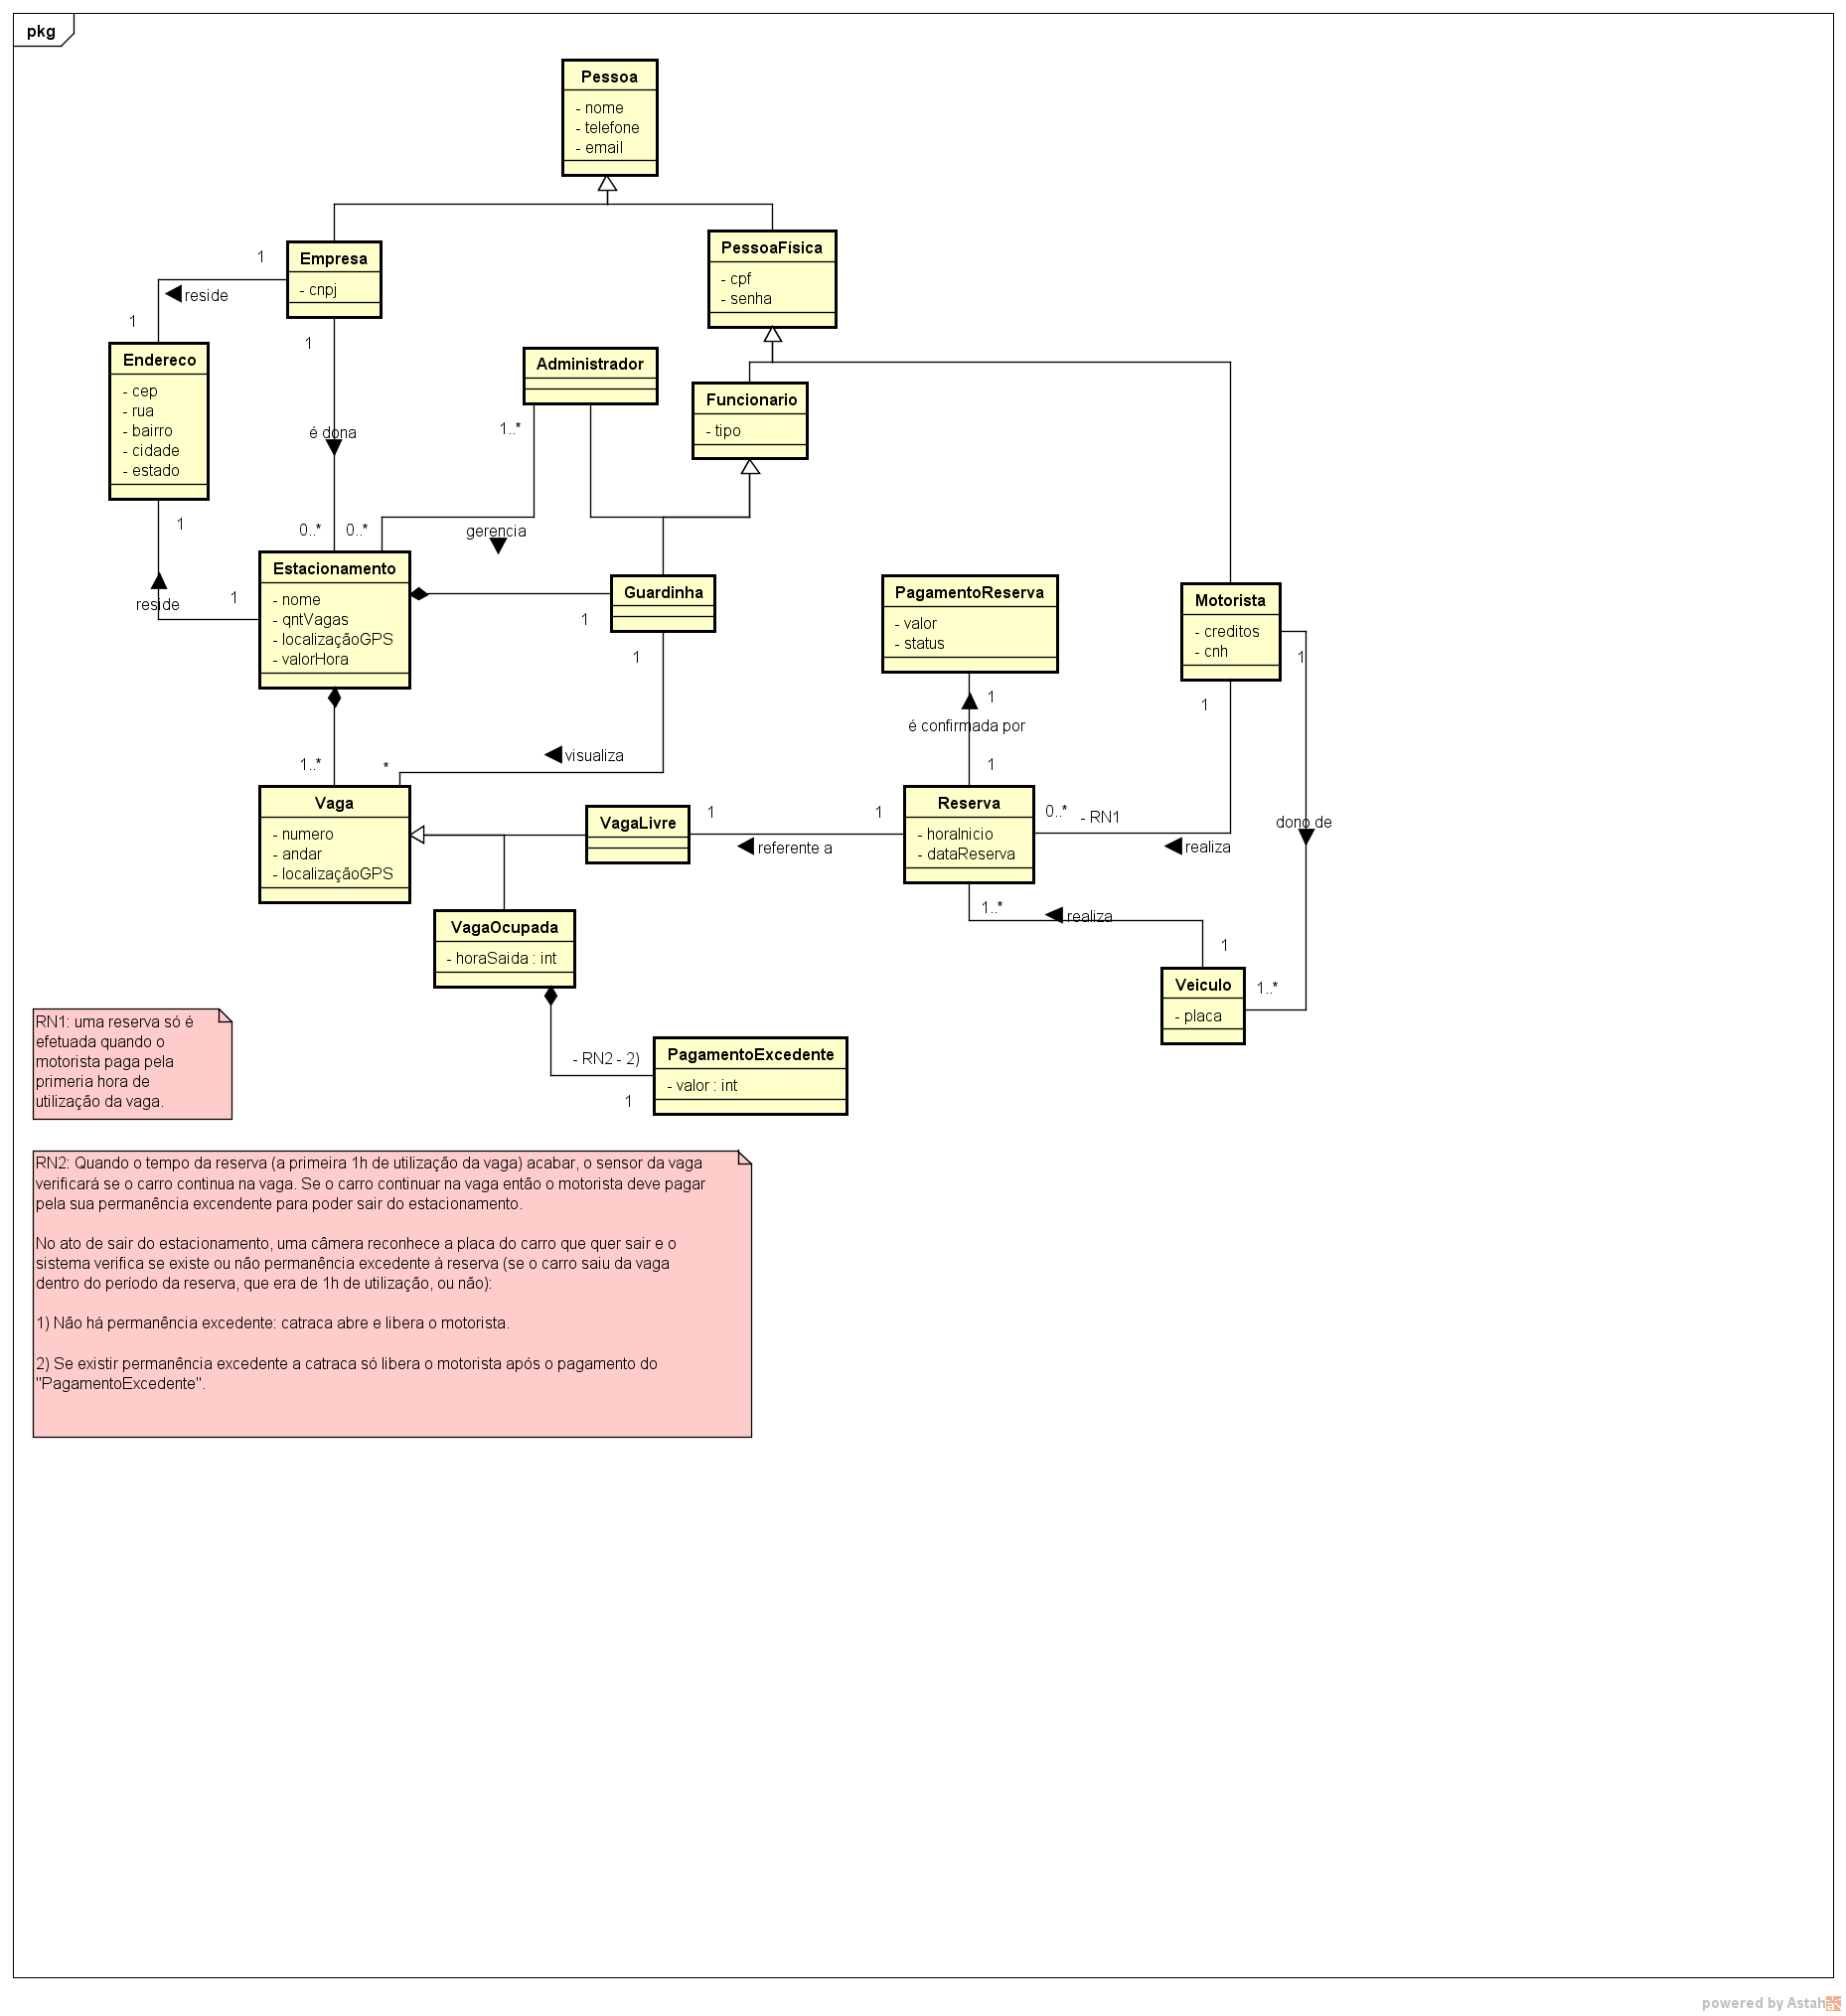 pkg
Pessoa
- nome
- telefone
- email
Empresa
- cnpj
PessoaFísica
- cpf
- senha
1
reside
1
Endereco
- cep
- rua
- bairro
- cidade
- estado
1
é dona
0..*
Administrador
1..*
0..*
gerencia
Funcionario
- tipo
1
reside
1
Estacionamento
- nome
- qntVagas
- localizaçãoGPS
- valorHora
1
Guardinha
1
PagamentoReserva
- valor
- status
Motorista
- creditos
- cnh
1
1
1
é confirmada por
1
visualiza
1..*
*
Vaga
- numero
- andar
- localizaçãoGPS
VagaLivre
1
referente a
1
Reserva
- horaInicio
- dataReserva
0..*
- RN1
realiza
dono de
1..*
realiza
1
1..*
VagaOcupada
- horaSaida : int
Veiculo
- placa
- RN2 - 2)
1
PagamentoExcedente
- valor : int
RN1: uma reserva só é
efetuada quando o
motorista paga pela
primeria hora de
utilização da vaga.
RN2: Quando o tempo da reserva (a primeira 1h de utilização da vaga) acabar, o sensor da vaga
verificará se o carro continua na vaga. Se o carro continuar na vaga então o motorista deve pagar
pela sua permanência excendente para poder sair do estacionamento.
No ato de sair do estacionamento, uma câmera reconhece a placa do carro que quer sair e o
sistema verifica se existe ou não permanência excedente à reserva (se o carro saiu da vaga
dentro do período da reserva, que era de 1h de utilização, ou não):
1) Não há permanência excedente: catraca abre e libera o motorista.
2) Se existir permanência excedente a catraca só libera o motorista após o pagamento do
"PagamentoExcedente".
powered by Astah